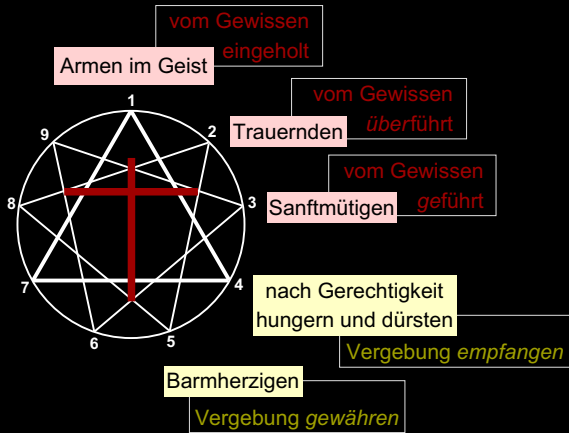 vom Gewissen
eingeholt
Armen im Geist
vom Gewissen
überführt
Trauernden
vom Gewissen
geführt
Sanftmütigen
nach Gerechtigkeit
hungern und dürsten
Vergebung empfangen
Barmherzigen
Vergebung gewähren
1
2
3
4
5
6
7
8
9